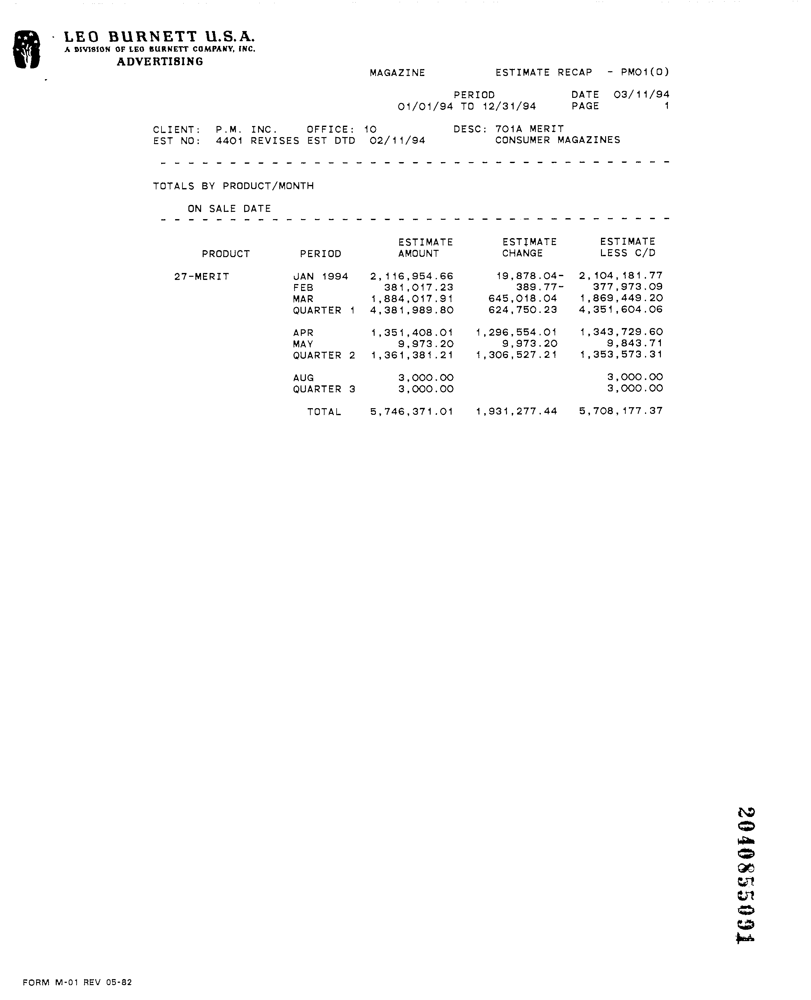 LEO BURNETT U.S.A.
A DIVISION OF LEO BURNETT COMPANY, INC.
ADVERTISING
MAGAZINE ESTIMATE RECAP - PM01(0)
PERIOD DATE 03/11/94
01/01/94 TO 12/31/94 PAGE 1
CLIENT: P.M. INC. OFFICE: 10 DESC: 701A MERIT
EST NO: 4401 REVISES EST DTD 02/11/94 CONSUMER MAGAZINES
- - - - - - - - - - - - - - - - - - - - - - - - - - - - - - - - - - - - -
TOTALS BY PRODUCT/MONTH
ON SALE DATE
- - - - - - - - - - - - - - - - - - - - - - - - - - - - - - - - - - - - -
ESTIMATE ESTIMATE ESTIMATE
PRODUCT PERIOD AMOUNT CHANGE LESS C/D
27-MERIT JAN 1994 2,116,954.66 19,878.04- 2,104,181.77
FEB 381,017.23 389.77- 377,973.09
MAR 1,884,017.91 645,018.04 1,869,449.20
QUARTER 1 4,381,989.80 624,750.23 4,351,604.06
APR 1,351,408.01 1,296,554.01 1,343,729.60
MAY 9,973.20 9,973.20 9,843.71
QUARTER 2 1,361,381.21 1,306,527.21 1,353,573.31
AUG 3,000.00 3,000.00
QUARTER 3 3,000.00 3,000.00
TOTAL 5,746,371.01 1,931,277.44 5,708,177.37
2040855091
FORM M-01 REV 05-82